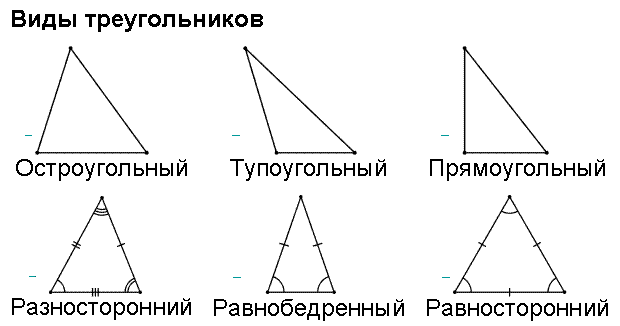 Виды треугольников
Остроугольный Тупоугольный Прямоугольный
Разносторонний Равнобедренный Равносторонний